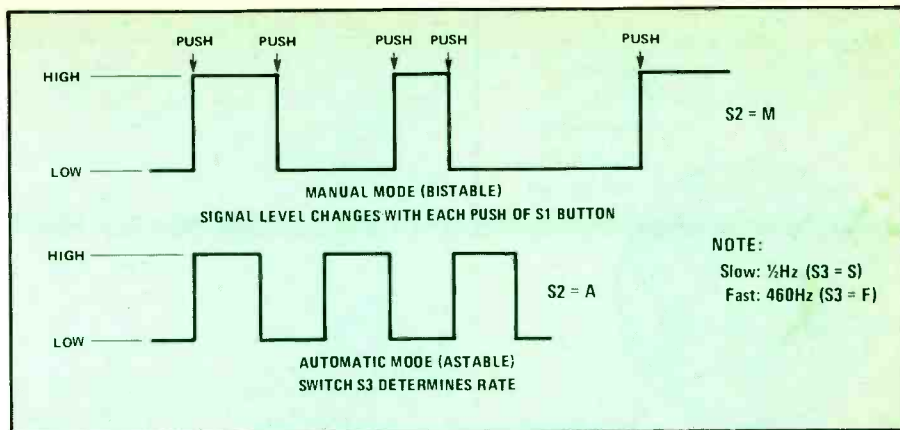 PUSH PUSH PUSH PUSH PUSH
HIGH
S2 = M
LOW
MANUAL MODE (BISTABLE)
SIGNAL LEVEL CHANGES WITH EACH PUSH OF S1 BUTTON
HIGH
S2 = A
LOW
AUTOMATIC MODE (ASTABLE)
SWITCH S3 DETERMINES RATE
NOTE:
Slow: ½Hz (S3 = S)
Fast: 460Hz (S3 = F)